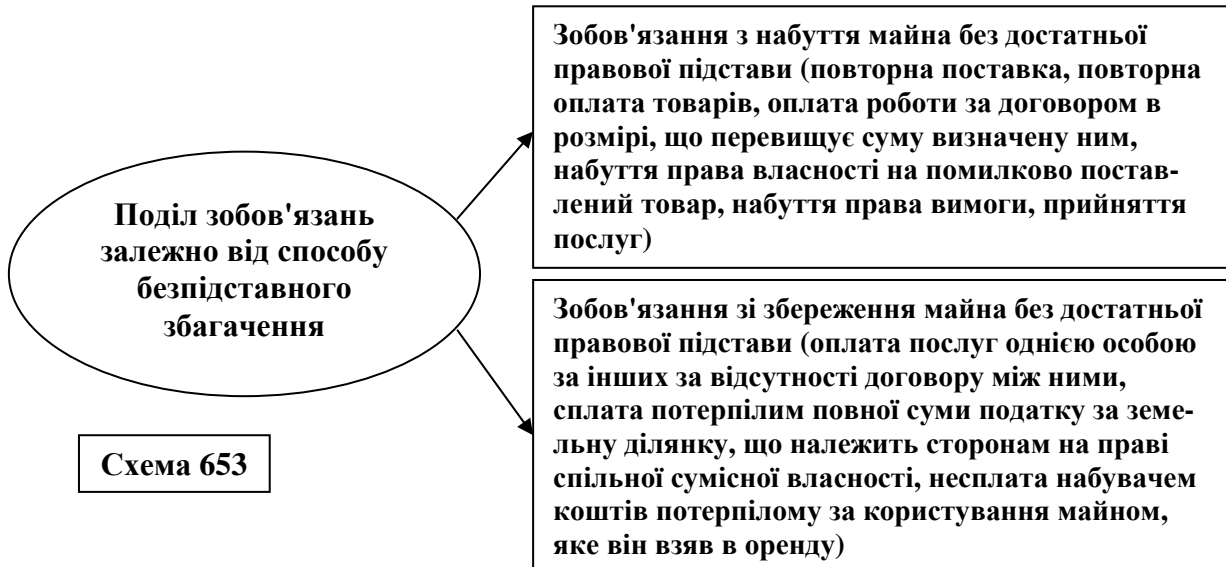 Поділ зобов'язань
залежно від способу
безпідставного
збагачення
Зобов'язання з набуття майна без достатньої
правової підстави (повторна поставка, повторна
оплата товарів, оплата роботи за договором в
розмірі, що перевищує суму визначену ним,
набуття права власності на помилково постав-
лений товар, набуття права вимоги, прийняття
послуг)
Зобов'язання зі збереження майна без достатньої
правової підстави (оплата послуг однією особою
за інших за відсутності договору між ними,
сплата потерпілим повної суми податку за земе-
льну ділянку, що належить сторонам на праві
спільної сумісної власності, несплата набувачем
коштів потерпілому за користування майном,
яке він взяв в оренду)
Схема 653